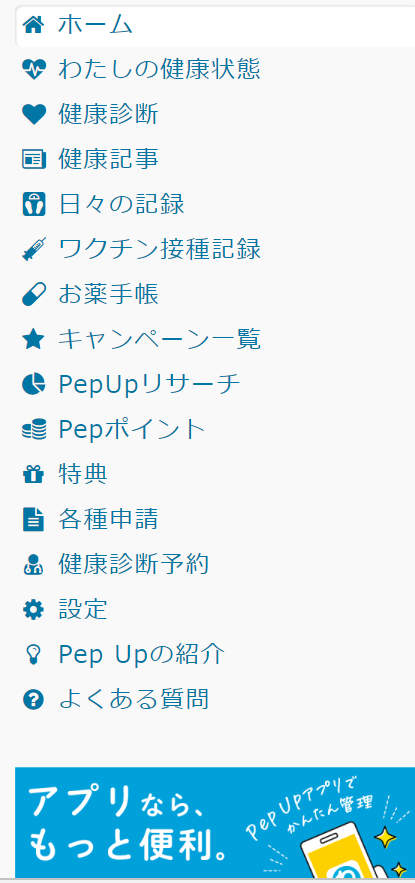 ホーム
わたしの健康状態
健康診断
健康記事
日々の記録
ワクチン接種記録
お薬手帳
キャンペーン一覧
PepUpリサーチ
Pepポイント
特典
各種申請
健康診断予約
設定
Pep Upの紹介
よくある質問
アプリなら、
もっと便利。
PepUPアプリで
かんたん管理